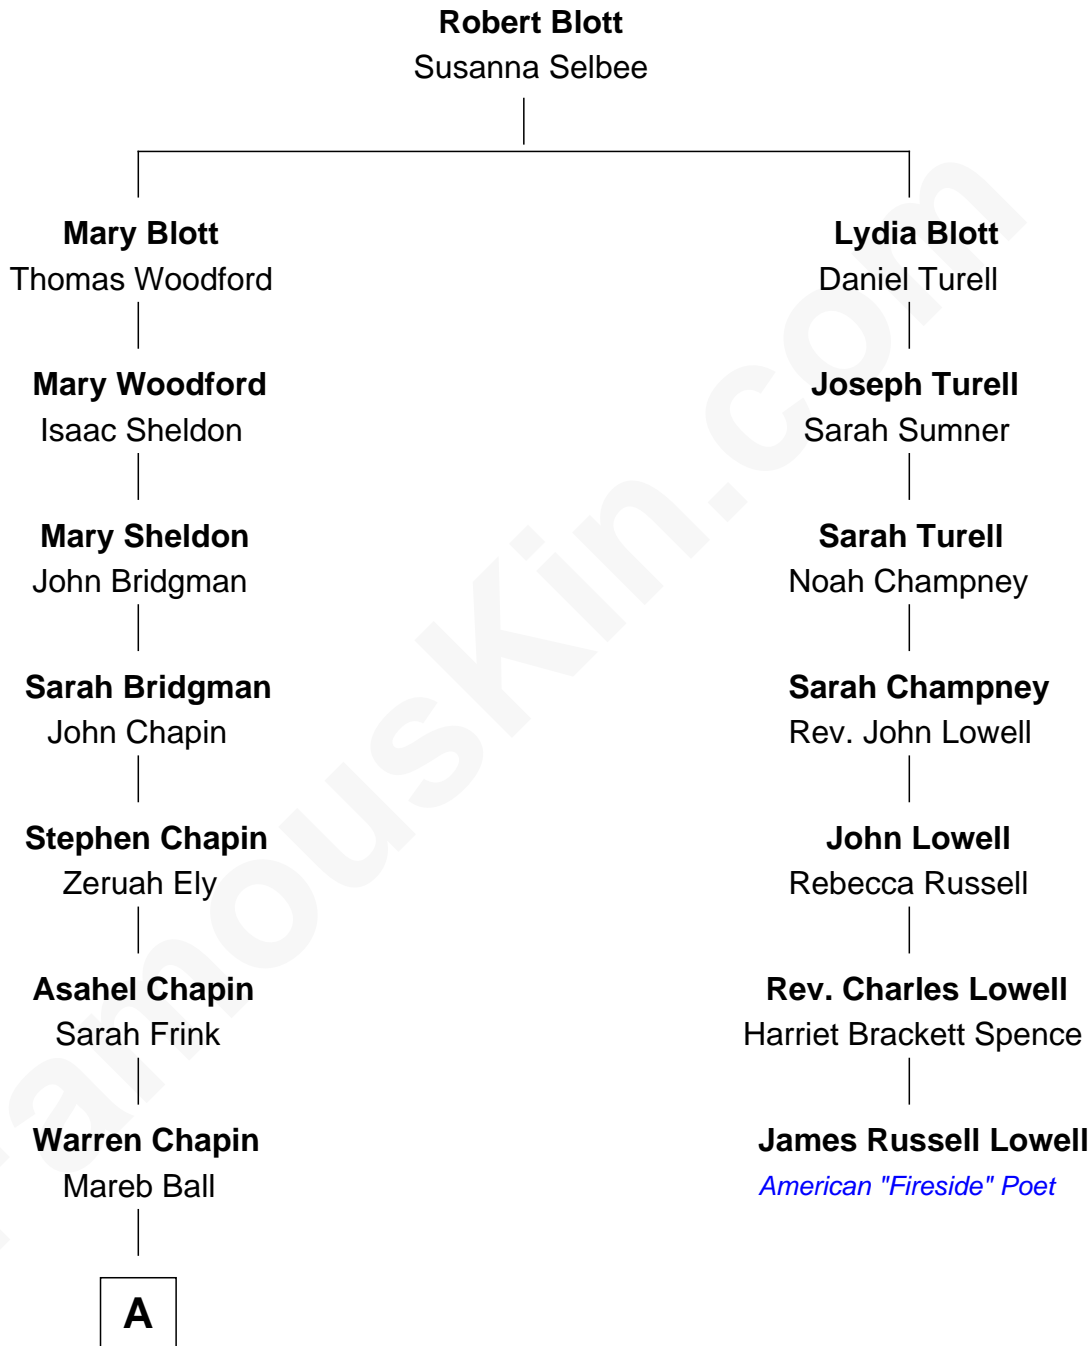 Robert Blott
Susanna Selbee
Mary Blott
Thomas Woodford
Lydia Blott
Daniel Turell
Mary Woodford
Isaac Sheldon
Joseph Turell
Sarah Sumner
Mary Sheldon
John Bridgman
Sarah Turell
Noah Champney
Sarah Bridgman
John Chapin
Sarah Champney
Rev. John Lowell
Stephen Chapin
Zeruah Ely
John Lowell
Rebecca Russell
Asahel Chapin
Sarah Frink
Rev. Charles Lowell
Harriet Brackett Spence
Warren Chapin
Mareb Ball
James Russell Lowell
American "Fireside" Poet
A
FamousKin.com